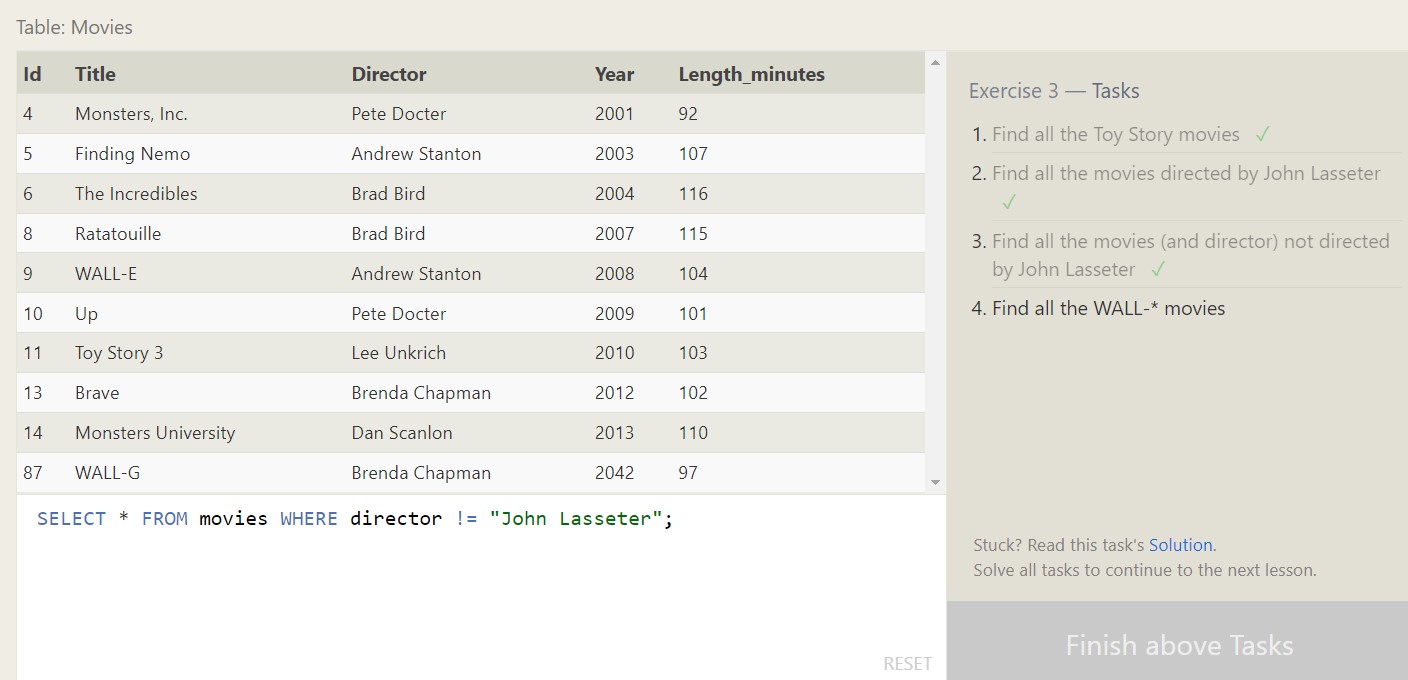 Table: Movies
Id Title Director Year Length_minutes
4 Monsters, Inc. Pete Docter 2001 92
5 Finding Nemo Andrew Stanton 2003 107
6 The Incredibles Brad Bird 2004 116
8 Ratatouille Brad Bird 2007 115
9 WALL-E Andrew Stanton 2008 104
10 Up Pete Docter 2009 101
11 Toy Story 3 Lee Unkrich 2010 103
13 Brave Brenda Chapman 2012 102
14 Monsters University Dan Scanlon 2013 110
87 WALL-G Brenda Chapman 2042 97
SELECT * FROM movies WHERE director != "John Lasseter";
RESET
Exercise 3 — Tasks
1. Find all the Toy Story movies ✓
2. Find all the movies directed by John Lasseter
✓
3. Find all the movies (and director) not directed
by John Lasseter ✓
4. Find all the WALL-* movies
Stuck? Read this task's Solution.
Solve all tasks to continue to the next lesson.
Finish above Tasks